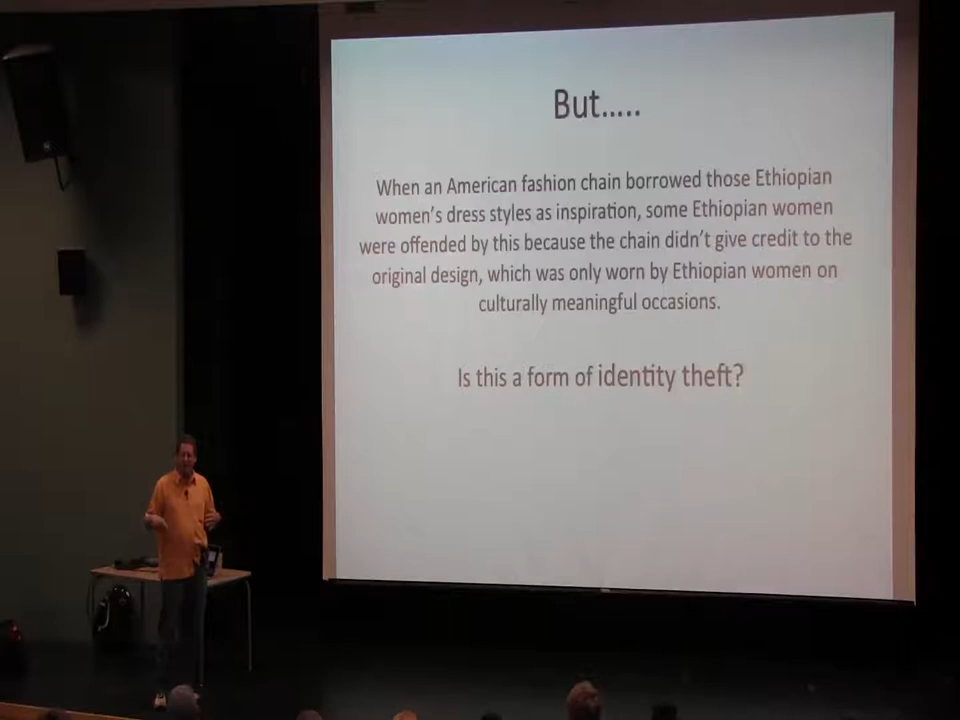 But.....
When an American fashion chain borrowed those Ethiopian
women's dress styles as inspiration, some Ethiopian women
were offended by this because the chain didn't give credit to the
original design, which was only worn by Ethiopian women on
culturally meaningful occasions.
Is this a form of identity theft?